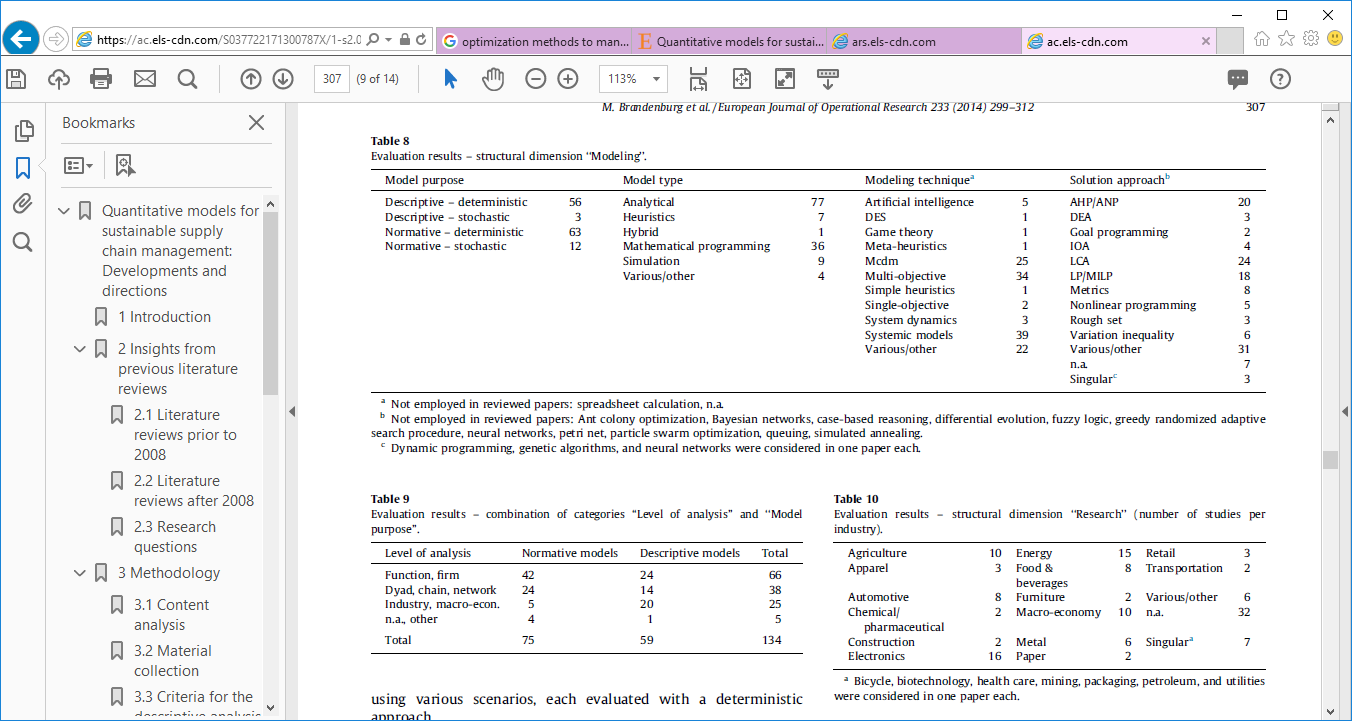 https://ac.els-cdn.com/S037722171300787X/1-s2.0
optimization methods to man...
Quantitative models for sustai...
ars.els-cdn.com
ac.els-cdn.com
307 (9 of 14)
113%
Bookmarks
Quantitative models for
sustainable supply
chain management:
Developments and
directions
1 Introduction
2 Insights from
previous literature
reviews
2.1 Literature
reviews prior to
2008
2.2 Literature
reviews after 2008
2.3 Research
questions
3 Methodology
3.1 Content
analysis
3.2 Material
collection
3.3 Criteria for the
descriptive analysis
M. Brandenburg et al. / European Journal of Operational Research 233 (2014) 299–312 307
Table 8
Evaluation results – structural dimension “Modeling”.
Model purpose Model type Modeling technique^a Solution approach^b
Descriptive – deterministic 56 Analytical 77 Artificial intelligence 5 AHP/ANP 20
Descriptive – stochastic 3 Heuristics 7 DES 1 DEA 3
Normative – deterministic 63 Hybrid 1 Game theory 1 Goal programming 2
Normative – stochastic 12 Mathematical programming 36 Meta-heuristics 1 IOA 4
Simulation 9 Mcdm 25 LCA 24
Various/other 4 Multi-objective 34 LP/MILP 18
Simple heuristics 1 Metrics 8
Single-objective 2 Nonlinear programming 5
System dynamics 3 Rough set 3
Systemic models 39 Variation inequality 6
Various/other 22 Various/other 31
n.a. 7
Singular^c 3
a Not employed in reviewed papers: spreadsheet calculation, n.a.
b Not employed in reviewed papers: Ant colony optimization, Bayesian networks, case-based reasoning, differential evolution, fuzzy logic, greedy randomized adaptive
search procedure, neural networks, petri net, particle swarm optimization, queuing, simulated annealing.
c Dynamic programming, genetic algorithms, and neural networks were considered in one paper each.
Table 9
Evaluation results – combination of categories “Level of analysis” and “Model
purpose”.
Level of analysis Normative models Descriptive models Total
Function, firm 42 24 66
Dyad, chain, network 24 14 38
Industry, macro-econ. 5 20 25
n.a., other 4 1 5
Total 75 59 134
using various scenarios, each evaluated with a deterministic
approach
Table 10
Evaluation results – structural dimension “Research” (number of studies per
industry).
Agriculture 10 Energy 15 Retail 3
Apparel 3 Food & 8 Transportation 2
beverages
Automotive 8 Furniture 2 Various/other 6
Chemical/ 2 Macro-economy 10 n.a. 32
pharmaceutical
Construction 2 Metal 6 Singular^a 7
Electronics 16 Paper 2
a Bicycle, biotechnology, health care, mining, packaging, petroleum, and utilities
were considered in one paper each.